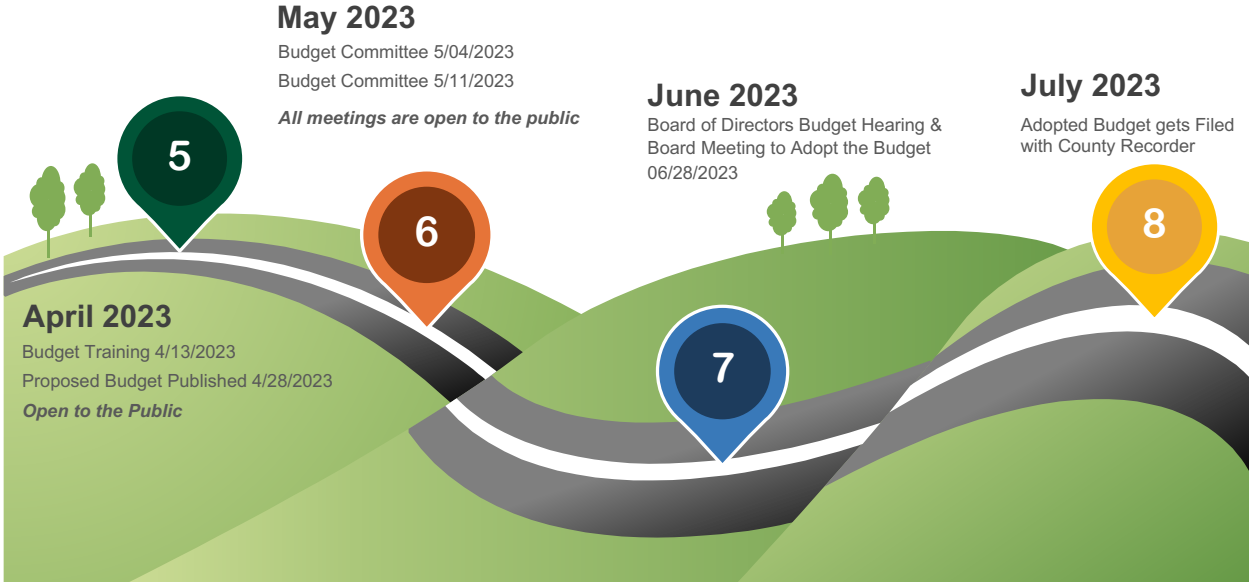 May 2023
Budget Committee 5/04/2023
Budget Committee 5/11/2023
All meetings are open to the public
June 2023
Board of Directors Budget Hearing &
Board Meeting to Adopt the Budget
06/28/2023
July 2023
Adopted Budget gets Filed
with County Recorder
5
6
7
8
April 2023
Budget Training 4/13/2023
Proposed Budget Published 4/28/2023
Open to the Public